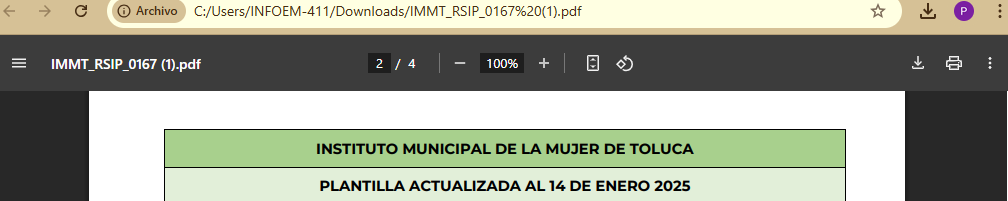 Archivo C:/Users/INFOEM-411/Downloads/IMMT_RSIP_0167%20(1).pdf P
IMMT_RSIP_0167 (1).pdf 2 / 4 100%
INSTITUTO MUNICIPAL DE LA MUJER DE TOLUCA
PLANTILLA ACTUALIZADA AL 14 DE ENERO 2025